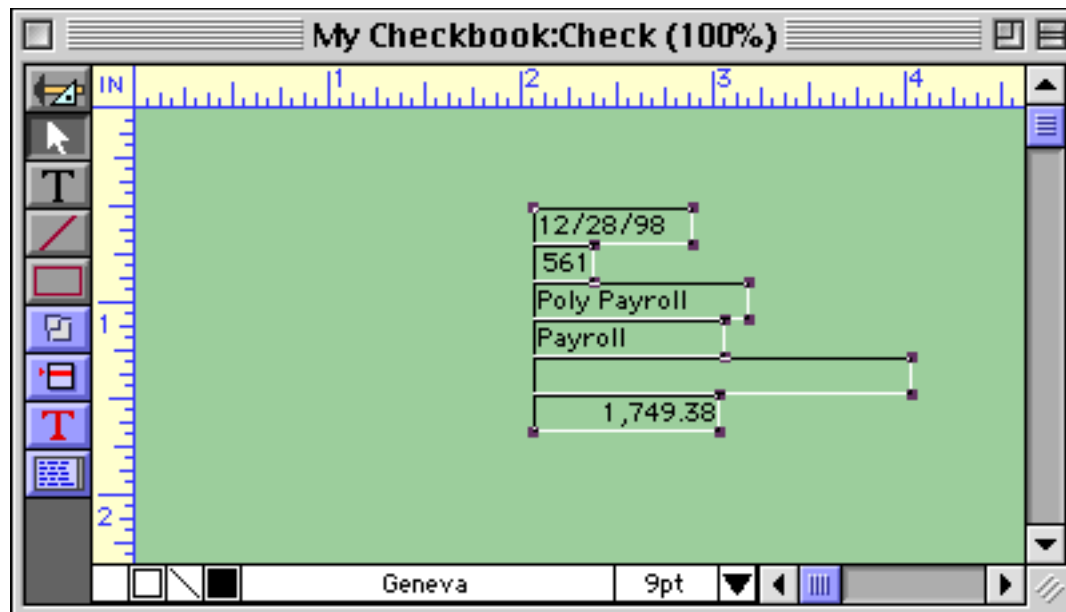 My Checkbook:Check (100%)
IN 1 2 3 4
T
12/28/98
561
Poly Payroll
1
Payroll
1,749.38
T
2
Geneva 9pt